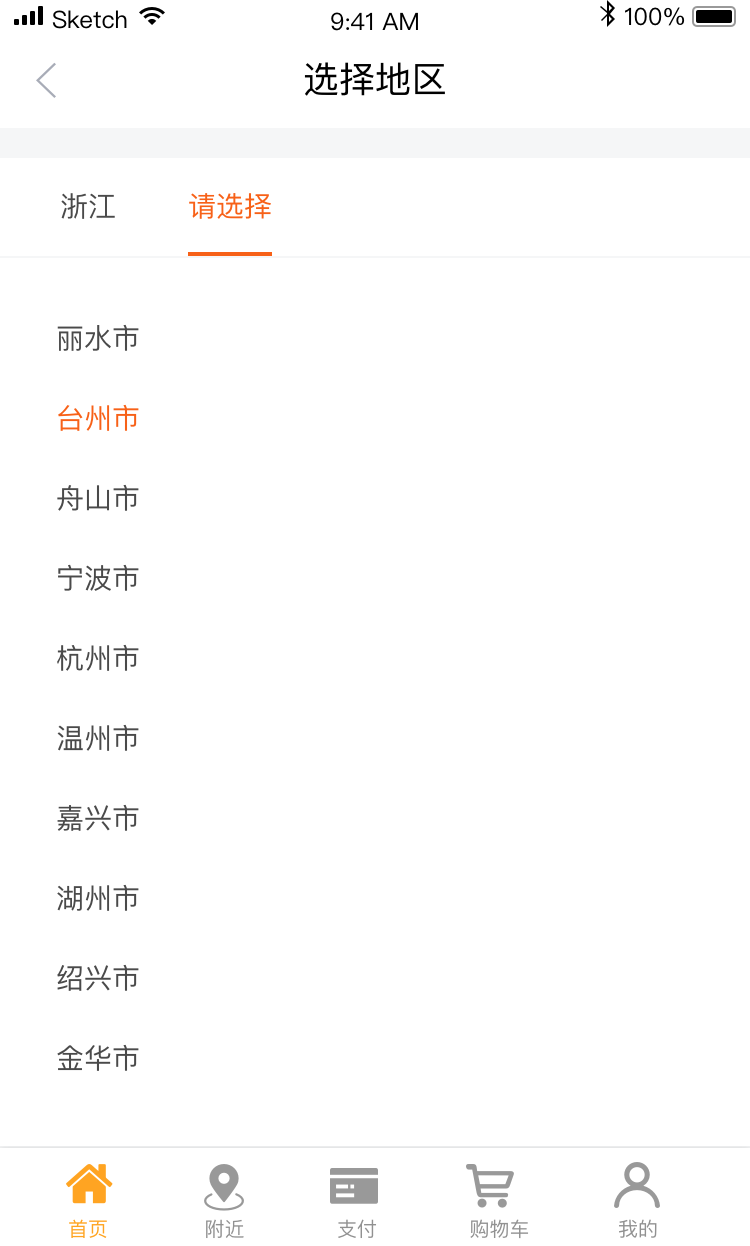 Sketch 9:41 AM 100%
选择地区
浙江 请选择
丽水市
台州市
舟山市
宁波市
杭州市
温州市
嘉兴市
湖州市
绍兴市
金华市
首页 附近 支付 购物车 我的